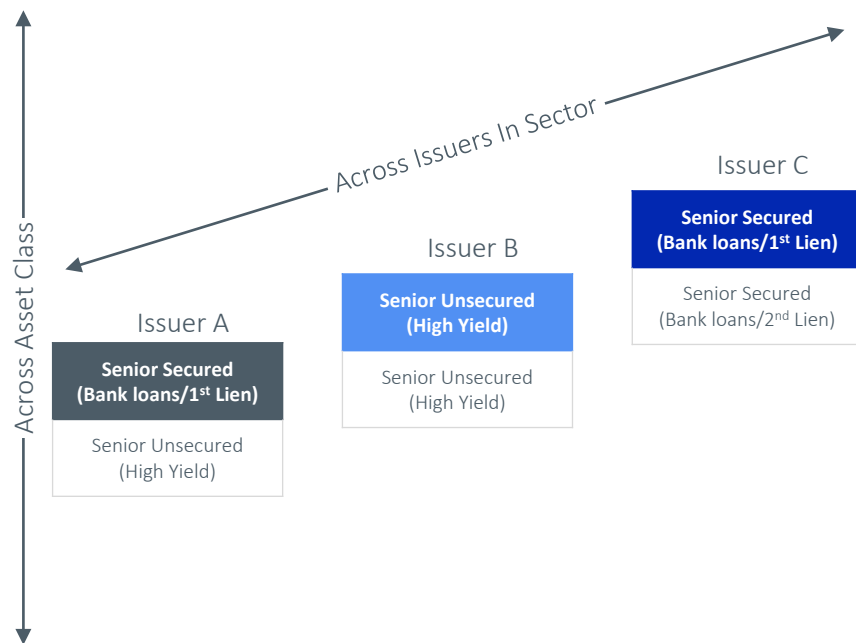 Across Asset Class
Across Issuers In Sector
Issuer A
Senior Secured
(Bank loans/1st Lien)
Senior Unsecured
(High Yield)
Issuer B
Senior Unsecured
(High Yield)
Senior Unsecured
(High Yield)
Issuer C
Senior Secured
(Bank loans/1st Lien)
Senior Secured
(Bank loans/2nd Lien)